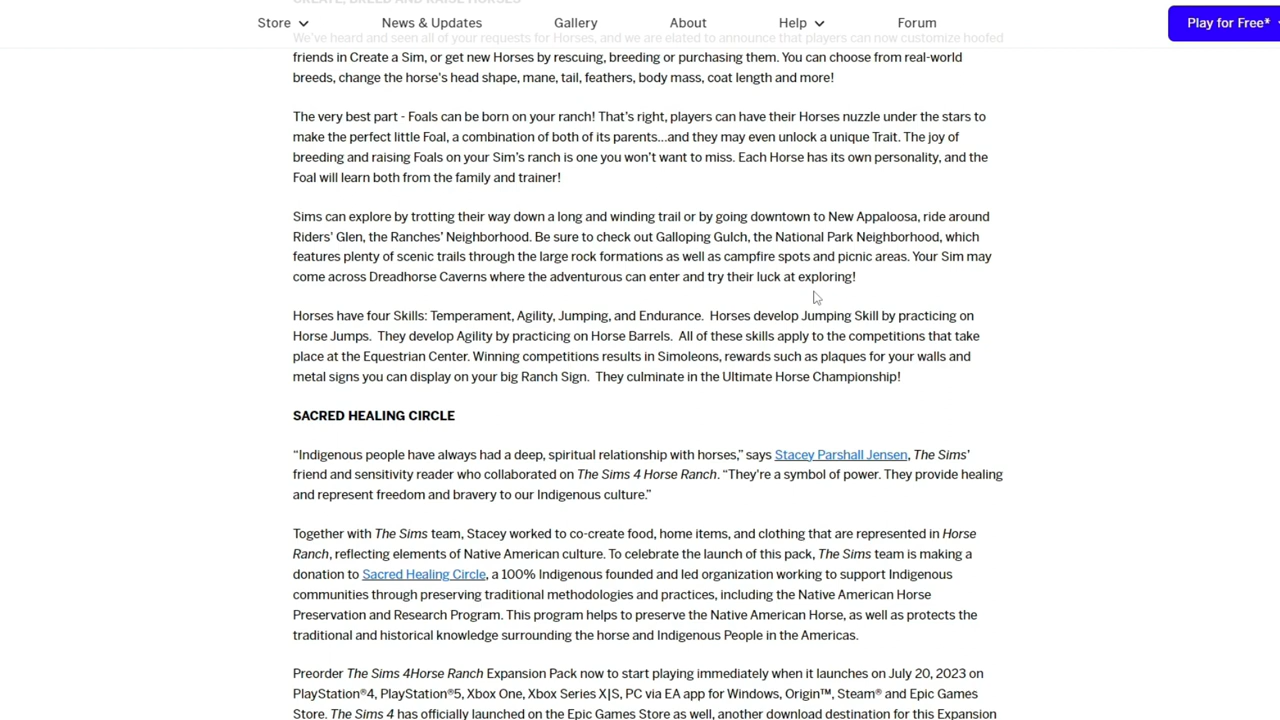 CREATE, BREED AND RAISE HORSES
Store News & Updates Gallery About Help Forum Play for Free*
We've heard and seen all of your requests for Horses, and we are elated to announce that players can now customize hoofed
friends in Create a Sim, or get new Horses by rescuing, breeding or purchasing them. You can choose from real-world
breeds, change the horse's head shape, mane, tail, feathers, body mass, coat length and more!
The very best part - Foals can be born on your ranch! That's right, players can have their Horses nuzzle under the stars to
make the perfect little Foal, a combination of both of its parents…and they may even unlock a unique Trait. The joy of
breeding and raising Foals on your Sim's ranch is one you won't want to miss. Each Horse has its own personality, and the
Foal will learn both from the family and trainer!
Sims can explore by trotting their way down a long and winding trail or by going downtown to New Appaloosa, ride around
Riders' Glen, the Ranches' Neighborhood. Be sure to check out Galloping Gulch, the National Park Neighborhood, which
features plenty of scenic trails through the large rock formations as well as campfire spots and picnic areas. Your Sim may
come across Dreadhorse Caverns where the adventurous can enter and try their luck at exploring!
Horses have four Skills: Temperament, Agility, Jumping, and Endurance. Horses develop Jumping Skill by practicing on
Horse Jumps. They develop Agility by practicing on Horse Barrels. All of these skills apply to the competitions that take
place at the Equestrian Center. Winning competitions results in Simoleons, rewards such as plaques for your walls and
metal signs you can display on your big Ranch Sign. They culminate in the Ultimate Horse Championship!
SACRED HEALING CIRCLE
“Indigenous people have always had a deep, spiritual relationship with horses,” says Stacey Parshall Jensen, The Sims'
friend and sensitivity reader who collaborated on The Sims 4 Horse Ranch. “They're a symbol of power. They provide healing
and represent freedom and bravery to our Indigenous culture.”
Together with The Sims team, Stacey worked to co-create food, home items, and clothing that are represented in Horse
Ranch, reflecting elements of Native American culture. To celebrate the launch of this pack, The Sims team is making a
donation to Sacred Healing Circle, a 100% Indigenous founded and led organization working to support Indigenous
communities through preserving traditional methodologies and practices, including the Native American Horse
Preservation and Research Program. This program helps to preserve the Native American Horse, as well as protects the
traditional and historical knowledge surrounding the horse and Indigenous People in the Americas.
Preorder The Sims 4Horse Ranch Expansion Pack now to start playing immediately when it launches on July 20, 2023 on
PlayStation®4, PlayStation®5, Xbox One, Xbox Series X|S, PC via EA app for Windows, Origin™, Steam® and Epic Games
Store. The Sims 4 has officially launched on the Epic Games Store as well, another download destination for this Expansion